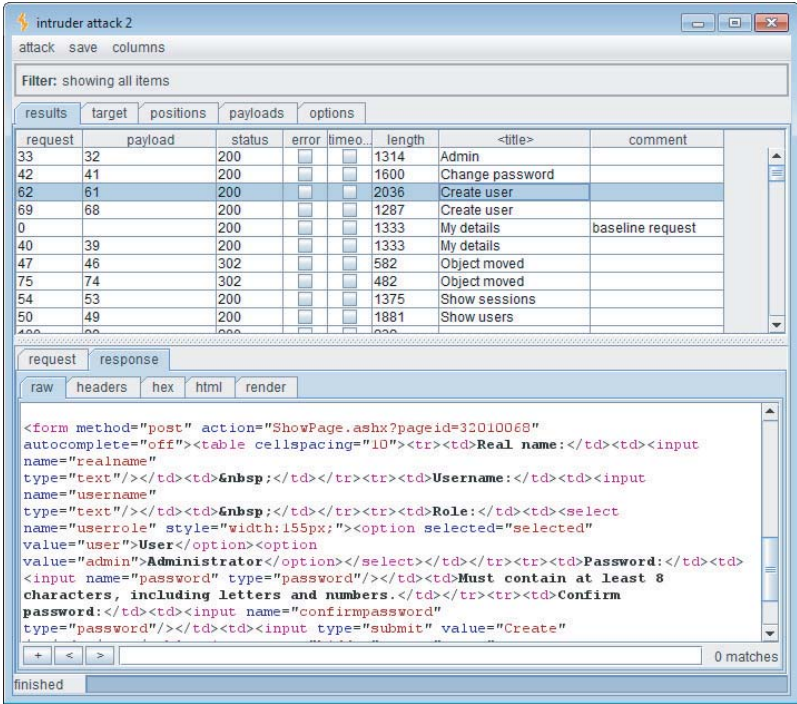 intruder attack 2
attack save columns
Filter: showing all items
results target positions payloads options
request payload status error timeo... length <title> comment
33 32 200 1314 Admin
42 41 200 1600 Change password
62 61 200 2036 Create user
69 68 200 1287 Create user
0 200 1333 My details baseline request
40 39 200 1333 My details
47 46 302 582 Object moved
75 74 302 482 Object moved
54 53 200 1375 Show sessions
50 49 200 1881 Show users
request response
raw headers hex html render
<form method="post" action="ShowPage.ashx?pageid=32010068"
autocomplete="off"><table cellspacing="10"><tr><td>Real name:</td><td><input
name="realname"
type="text"/></td><td>&nbsp;</td></tr><tr><td>Username:</td><td><input
name="username"
type="text"/></td><td>&nbsp;</td></tr><tr><td>Role:</td><td><select
name="userrole" style="width:155px;"><option selected="selected"
value="user">User</option><option
value="admin">Administrator</option></select></td></tr><tr><td>Password:</td><td>
<input name="password" type="password"/></td><td>Must contain at least 8
characters, including letters and numbers.</td></tr><tr><td>Confirm
password:</td><td><input name="confirmpassword"
type="password"/></td><td><input type="submit" value="Create"
+ < > 0 matches
finished